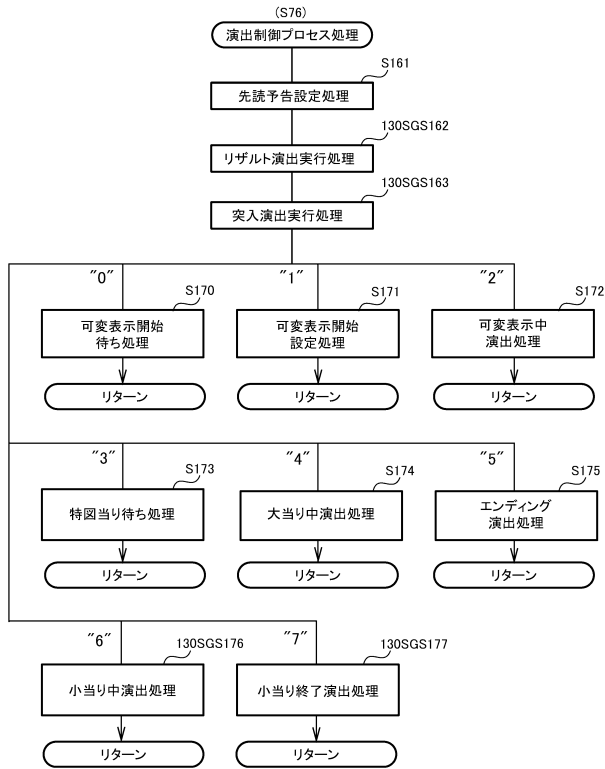 (S76)
演出制御プロセス処理
S161
先読予告設定処理
130SGS162
リザルト演出実行処理
130SGS163
突入演出実行処理
"0"
S170
可変表示開始
待ち処理
リターン
"1"
S171
可変表示開始
設定処理
リターン
"2"
S172
可変表示中
演出処理
リターン
"3"
S173
特図当り待ち処理
リターン
"4"
S174
大当り中演出処理
リターン
"5"
S175
エンディング
演出処理
リターン
"6"
130SGS176
小当り中演出処理
リターン
"7"
130SGS177
小当り終了演出処理
リターン